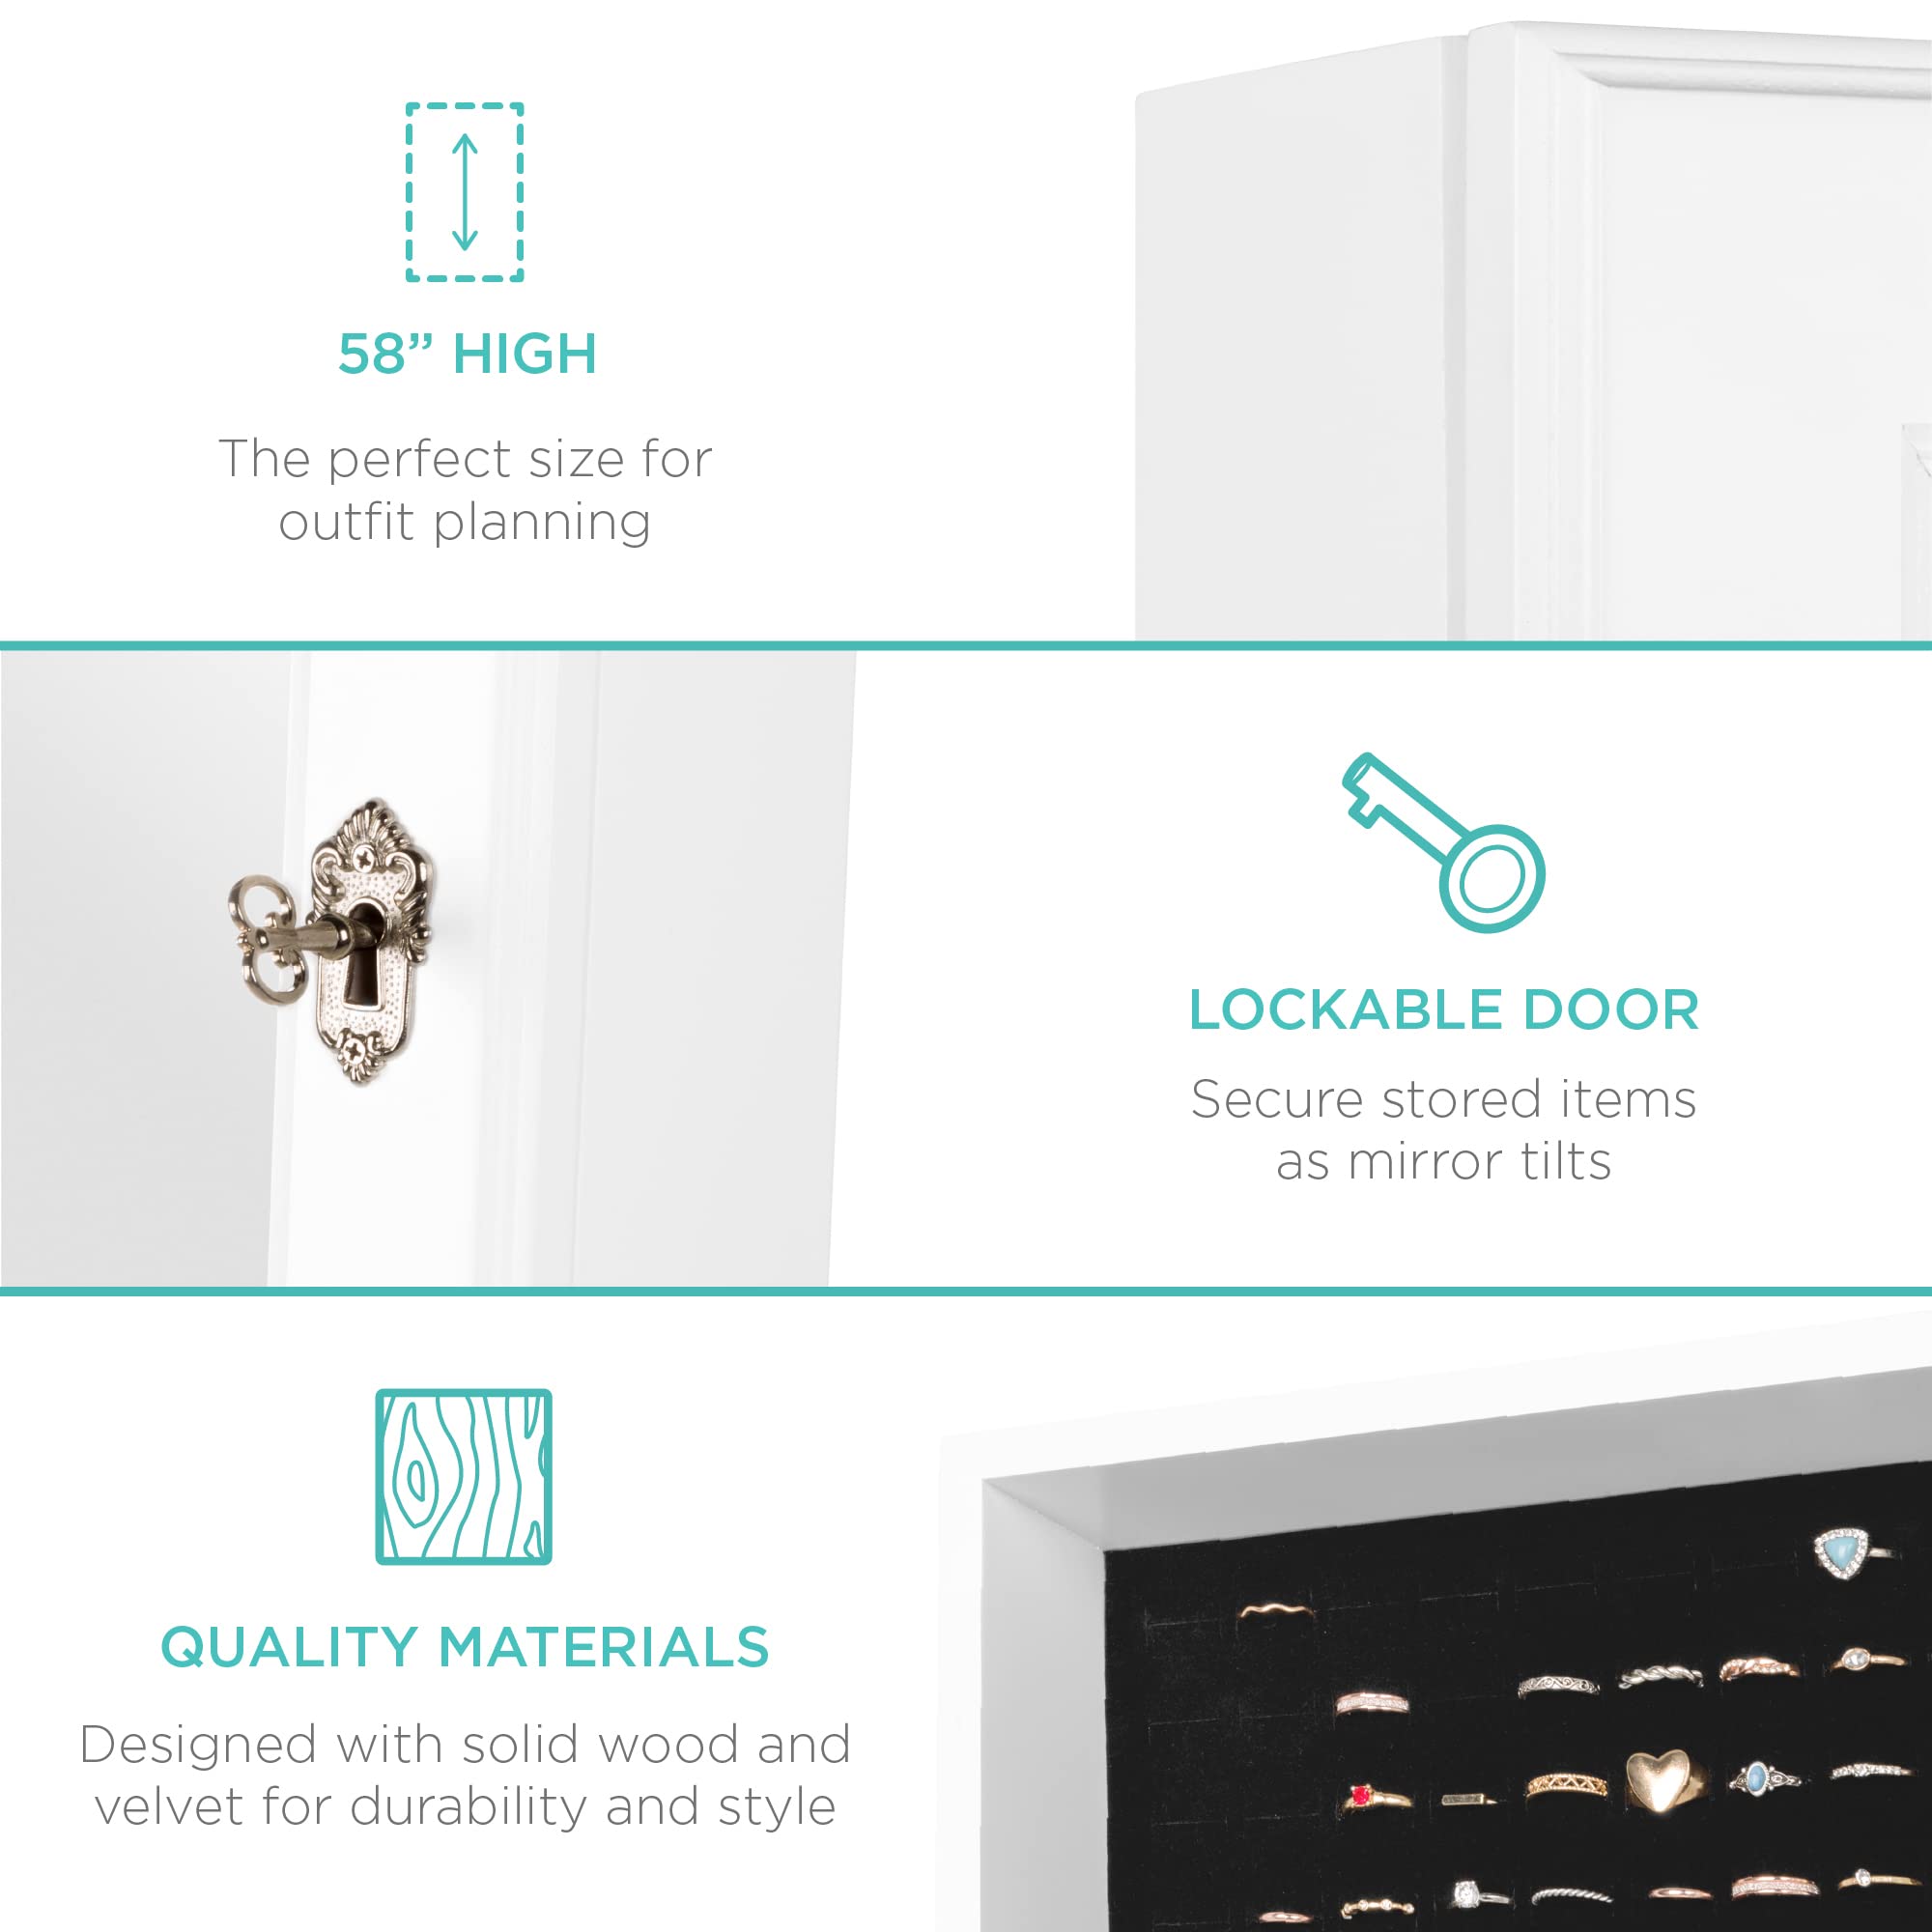 58” HIGH
The perfect size for
outfit planning
LOCKABLE DOOR
Secure stored items
as mirror tilts
QUALITY MATERIALS
Designed with solid wood and
velvet for durability and style